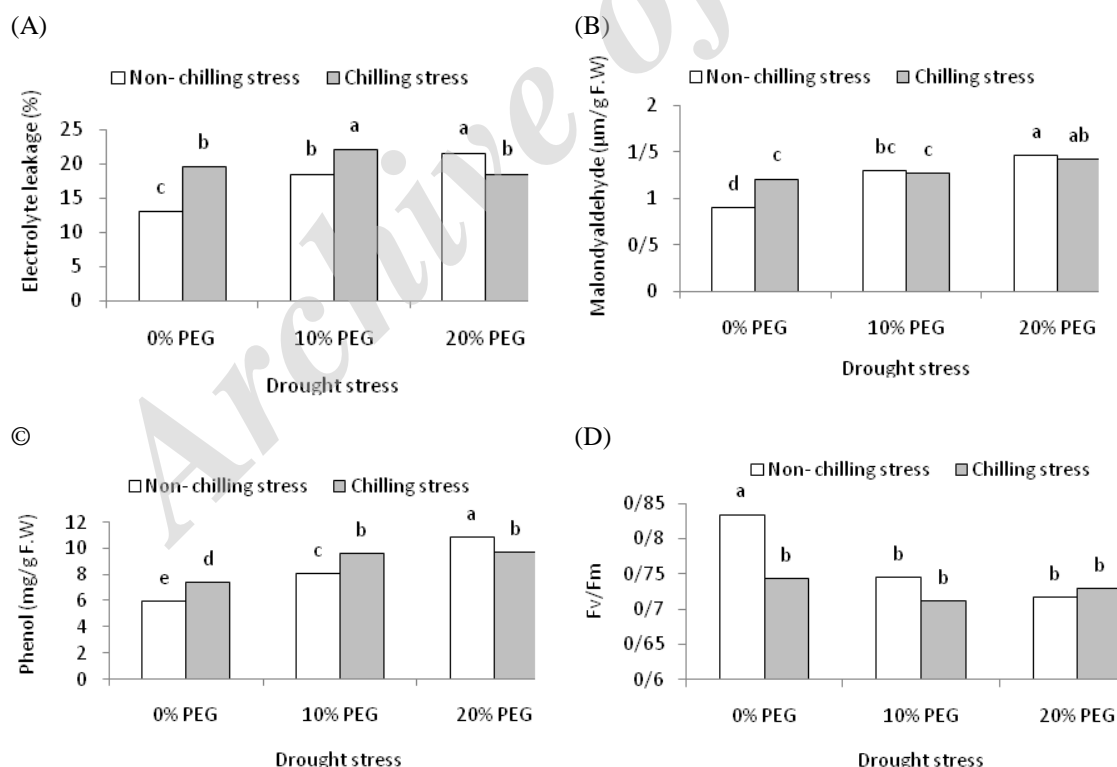 (A)
Non- chilling stress Chilling stress
Electrolyte leakage (%)
25
20
15
10
5
0
c b b a a b
0% PEG 10% PEG 20% PEG
Drought stress
(B)
Non- chilling stress Chilling stress
Malondyaldehyde (µm/g F.W)
2
1/5
1
0/5
0
d c bc c a ab
0% PEG 10% PEG 20% PEG
Drought stress
©
Non- chilling stress Chilling stress
Phenol (mg/g F.W)
12
10
8
6
4
2
0
e d c b a b
0% PEG 10% PEG 20% PEG
Drought stress
(D)
Non- chilling stress Chilling stress
Fv/Fm
0/85
0/8
0/75
0/7
0/65
0/6
a b b b b b
0% PEG 10% PEG 20% PEG
Drought stress
Archive of